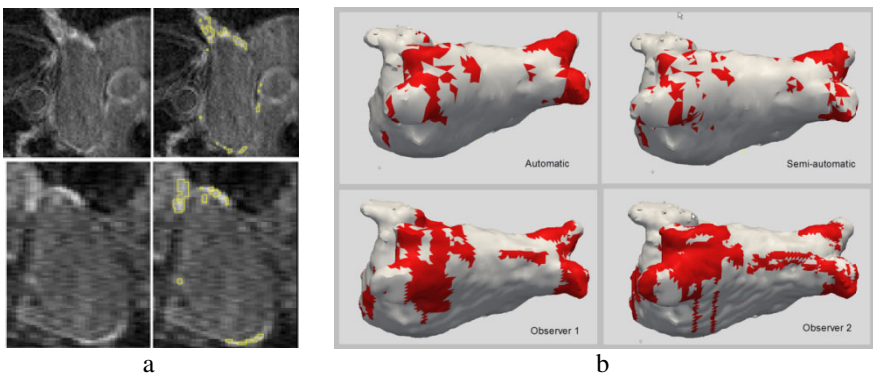 Automatic
Semi-automatic
Observer 1
Observer 2
a
b